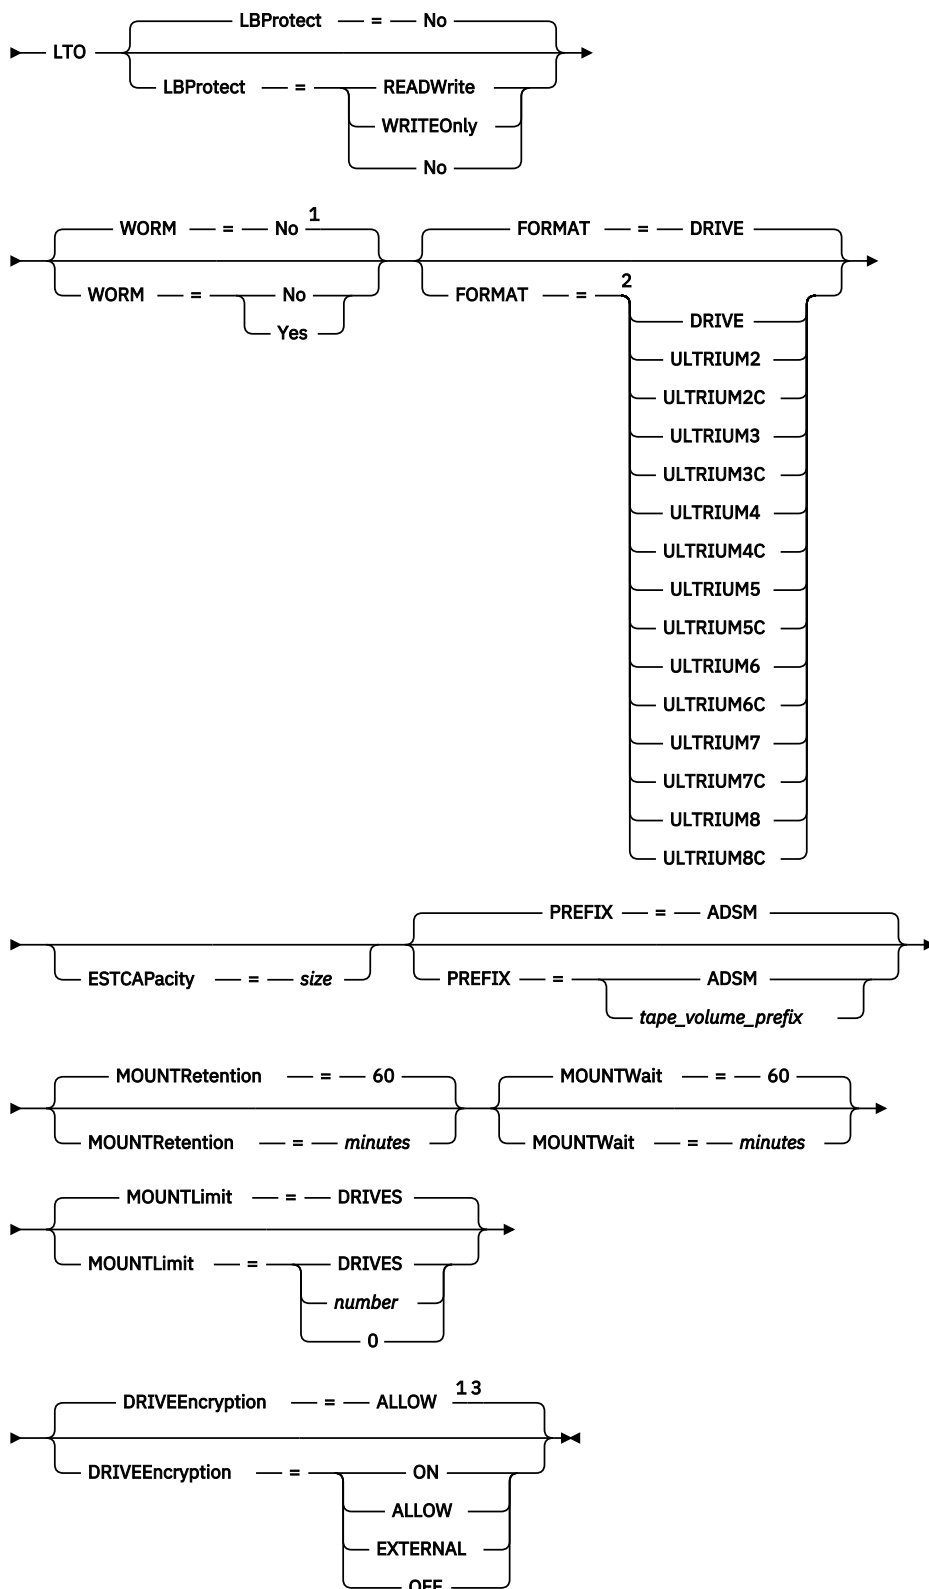 LBProtect = No
LTO
LBProtect = READWrite
WRITEOnly
No
WORM = No 1
FORMAT = DRIVE
WORM = No
Yes
FORMAT = 2
DRIVE
ULTRIUM2
ULTRIUM2C
ULTRIUM3
ULTRIUM3C
ULTRIUM4
ULTRIUM4C
ULTRIUM5
ULTRIUM5C
ULTRIUM6
ULTRIUM6C
ULTRIUM7
ULTRIUM7C
ULTRIUM8
ULTRIUM8C
PREFIX = ADSM
ESTCAPacity = size
PREFIX = ADSM
tape_volume_prefix
MOUNTRetention = 60
MOUNTWait = 60
MOUNTRetention = minutes
MOUNTWait = minutes
MOUNTLimit = DRIVES
MOUNTLimit = DRIVES
number
0
DRIVEEncryption = ALLOW 1 3
DRIVEEncryption = ON
ALLOW
EXTERNAL
OFF